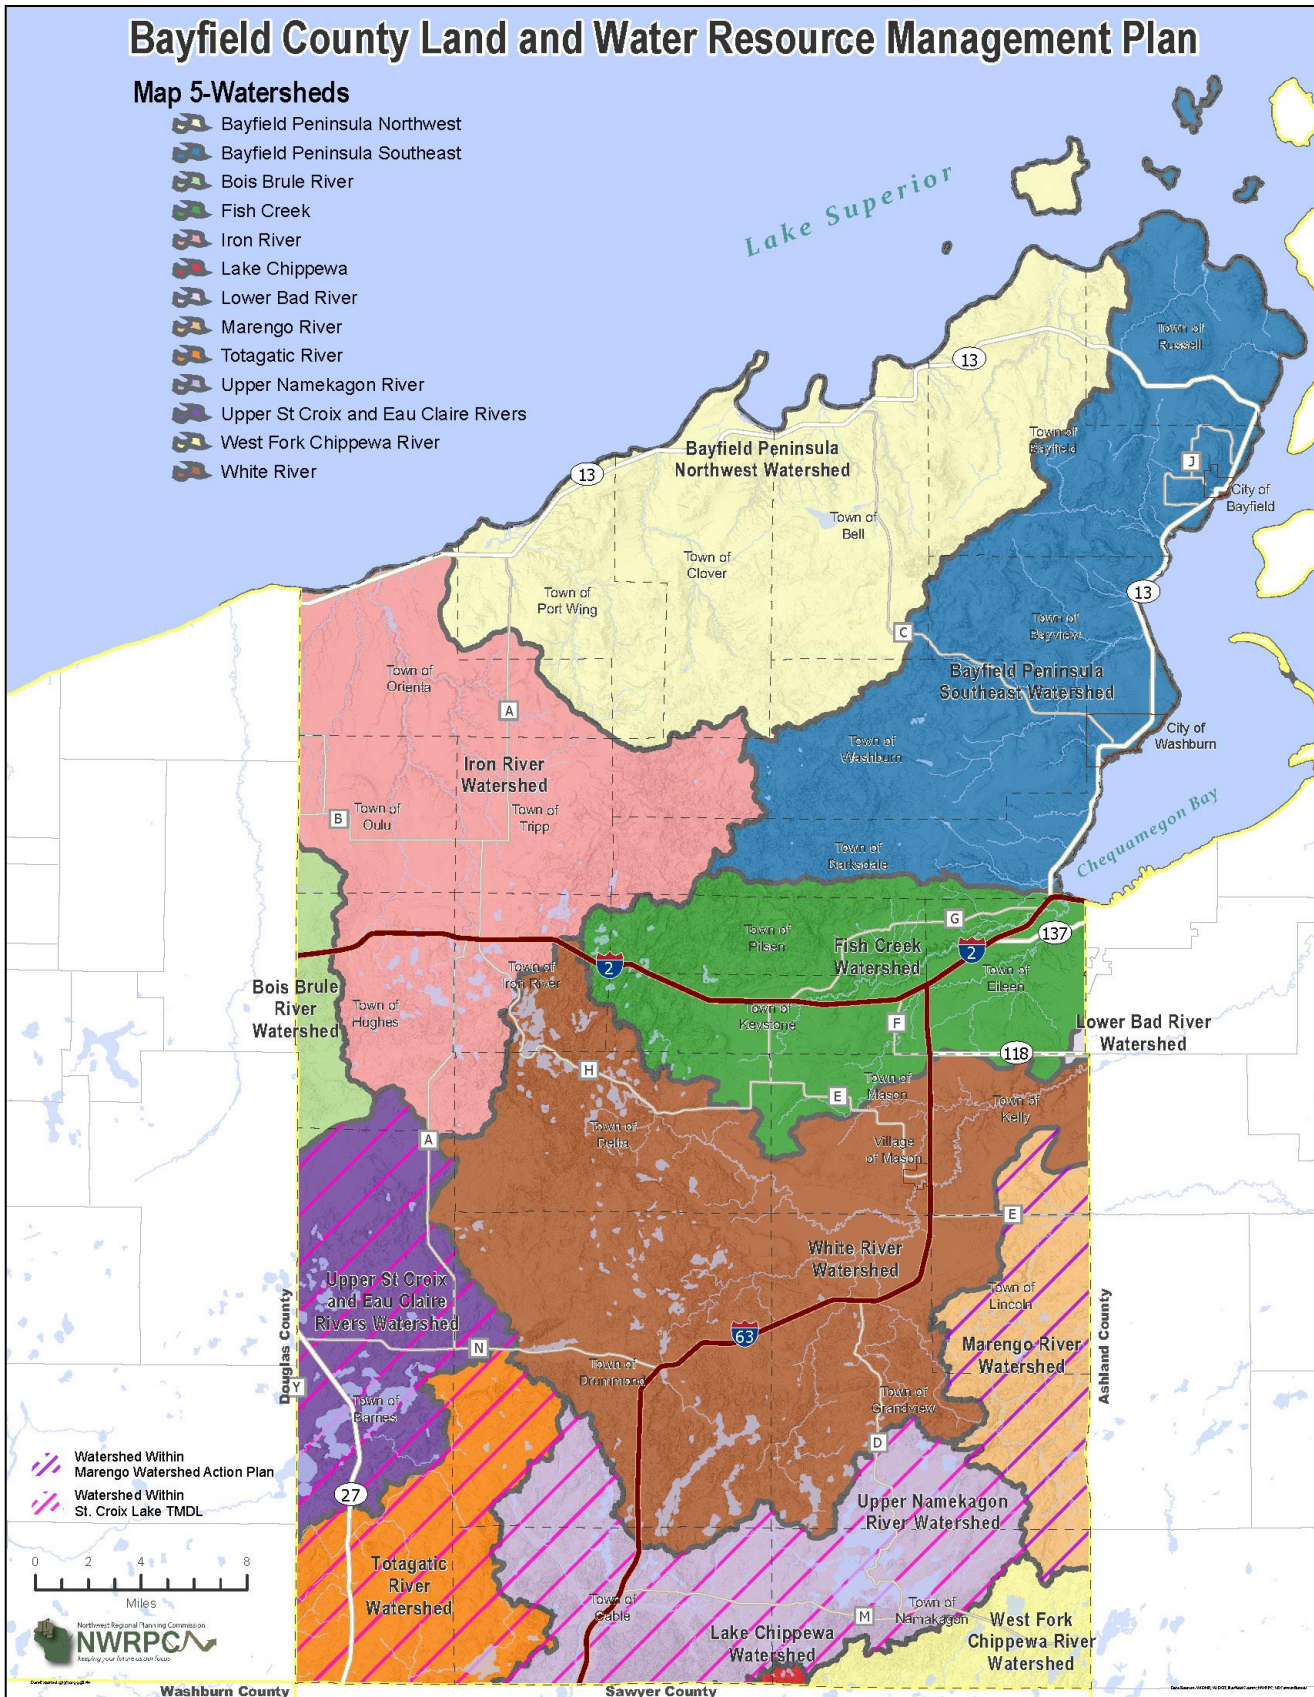 Bayfield County Land and Water Resource Management Plan
Map 5-Watersheds
Bayfield Peninsula Northwest
Bayfield Peninsula Southeast
Bois Brule River
Fish Creek
Iron River
Lake Chippewa
Lower Bad River
Marengo River
Totagatic River
Upper Namekagon River
Upper St Croix and Eau Claire Rivers
West Fork Chippewa River
White River
Lake Superior
Town of
Russell
13
Town of
Bayfield
Bayfield Peninsula
Northwest Watershed
J
13
City of
Bayfield
Town of
Bell
Town of
Clover
Town of
Port Wing
13
C
Town of
Bayview
Bayfield Peninsula
Southeast Watershed
Town of
Orienta
A
City of
Washburn
Town of
Washburn
Iron River
Watershed
Chequamegon Bay
B
Town of
Oulu
Town of
Tripp
Town of
Barksdale
G
137
Town of
Pilsen
Fish Creek
Watershed
2
2
Town of
Iron River
Town of
Eileen
Bois Brule
River
Watershed
Town of
Hughes
Town of
Keystone
F
Lower Bad River
Watershed
118
H
E
Town of
Mason
Town of
Kelly
A
Town of
Delta
Village
of Mason
E
White River
Watershed
Upper St Croix
and Eau Claire
Rivers Watershed
Town of
Lincoln
Douglas County
Ashland County
63
N
Marengo River
Watershed
Town of
Drummond
Y
Town of
Barnes
Town of
Grandview
D
Watershed Within
Marengo Watershed Action Plan
Watershed Within
St. Croix Lake TMDL
27
Upper Namekagon
River Watershed
0 2 4 8
Miles
Totagatic
River
Watershed
Town of
Cable
Town of
Namakagon
M
Lake Chippewa
Watershed
West Fork
Chippewa River
Watershed
Northwest Regional Planning Commission
NWRPC
keeping your future as our focus
Washburn County
Sawyer County